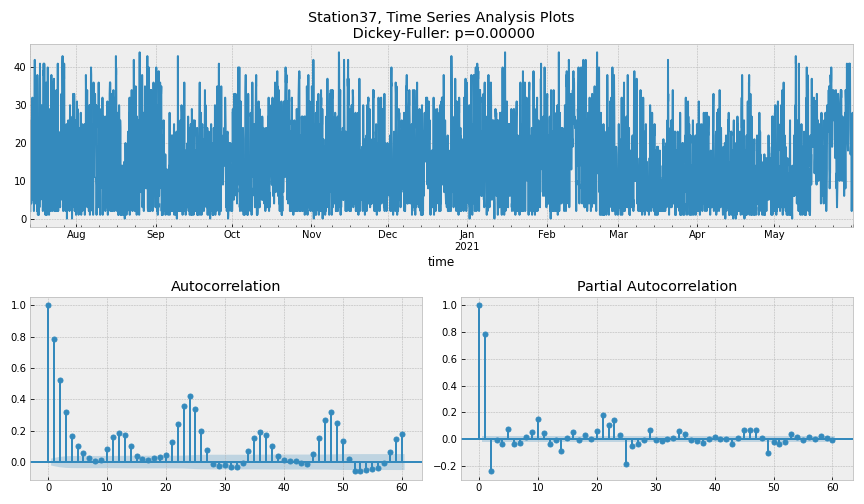 Station37, Time Series Analysis Plots
Dickey-Fuller: p=0.00000
40
30
20
10
0
Aug Sep Oct Nov Dec Jan Feb Mar Apr May
2021
time
Autocorrelation Partial Autocorrelation
1.0 1.0
0.8 0.8
0.6 0.6
0.4 0.4
0.2 0.2
0.0 0.0
−0.2
0 10 20 30 40 50 60 0 10 20 30 40 50 60